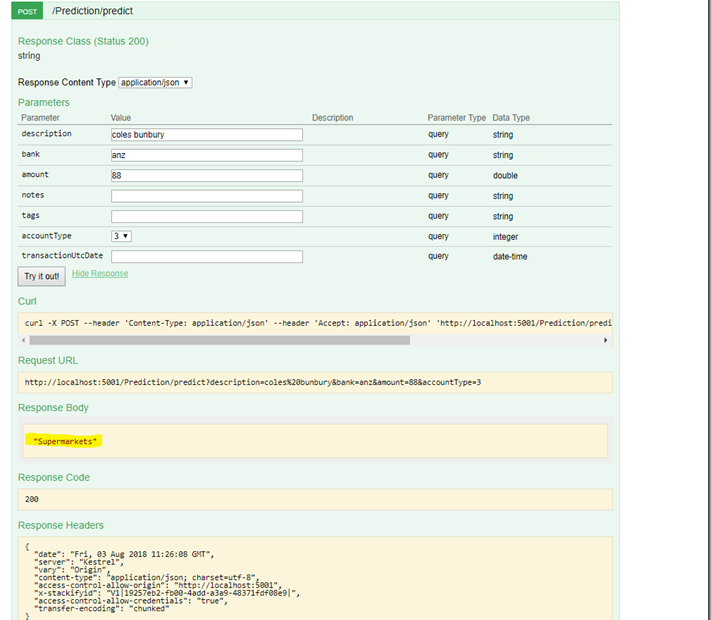 POST /Prediction/predict
Response Class (Status 200)
string
Response Content Type application/json ▼
Parameters
Parameter Value Description Parameter Type Data Type
description coles bunbury query string
bank anz query string
amount 88 query double
notes query string
tags query string
accountType 3 ▼ query integer
transactionUtcDate query date-time
Try it out! Hide Response
Curl
curl -X POST --header 'Content-Type: application/json' --header 'Accept: application/json' 'http://localhost:5001/Prediction/predi
Request URL
http://localhost:5001/Prediction/predict?description=coles%20bunbury&bank=anz&amount=88&accountType=3
Response Body
"Supermarkets"
Response Code
200
Response Headers
{
"date": "Fri, 03 Aug 2018 11:26:08 GMT",
"server": "Kestrel",
"vary": "Origin",
"content-type": "application/json; charset=utf-8",
"access-control-allow-origin": "http://localhost:5001",
"x-stackifyid": "V1|19257eb2-fb00-4add-a3a9-48371fdf08e9|",
"access-control-allow-credentials": "true",
"transfer-encoding": "chunked"
}